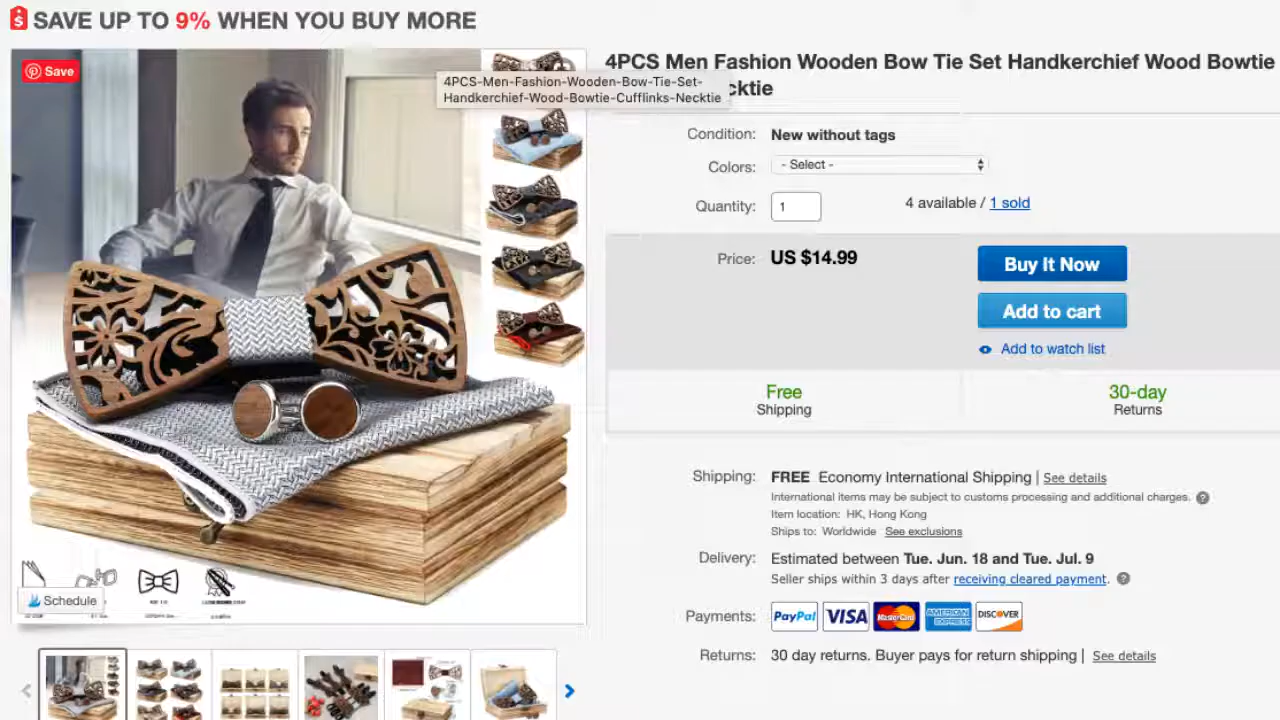 SAVE UP TO 9% WHEN YOU BUY MORE
Save
4PCS-Men-Fashion-Wooden-Bow-Tie-Set-
Handkerchief-Wood-Bowtie-Cufflinks-Necktie
Schedule
4PCS Men Fashion Wooden Bow Tie Set Handkerchief Wood Bowtie
cktie
Condition: New without tags
Colors: - Select -
Quantity: 1 4 available / 1 sold
Price: US $14.99
Buy It Now
Add to cart
Add to watch list
Free
Shipping
30-day
Returns
Shipping: FREE Economy International Shipping | See details
International items may be subject to customs processing and additional charges. ?
Item location: HK, Hong Kong
Ships to: Worldwide See exclusions
Delivery: Estimated between Tue. Jun. 18 and Tue. Jul. 9
Seller ships within 3 days after receiving cleared payment. ?
Payments: PayPal VISA MasterCard AMERICAN EXPRESS DISCOVER
Returns: 30 day returns. Buyer pays for return shipping | See details